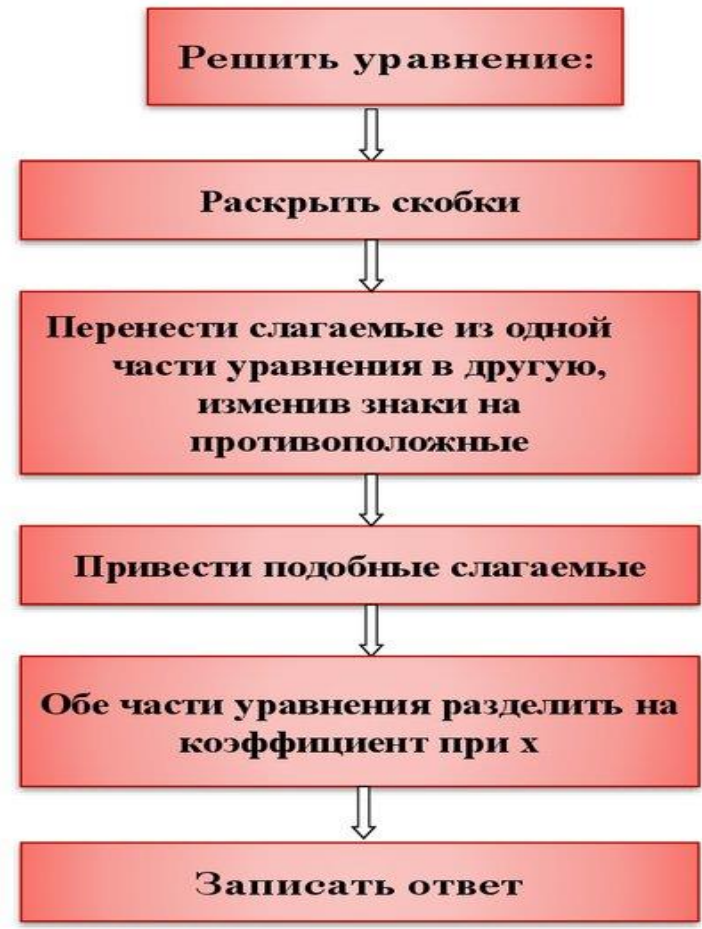 Решить уравнение:
Раскрыть скобки
Перенести слагаемые из одной
части уравнения в другую,
изменив знаки на
противоположные
Привести подобные слагаемые
Обе части уравнения разделить на
коэффициент при х
Записать ответ